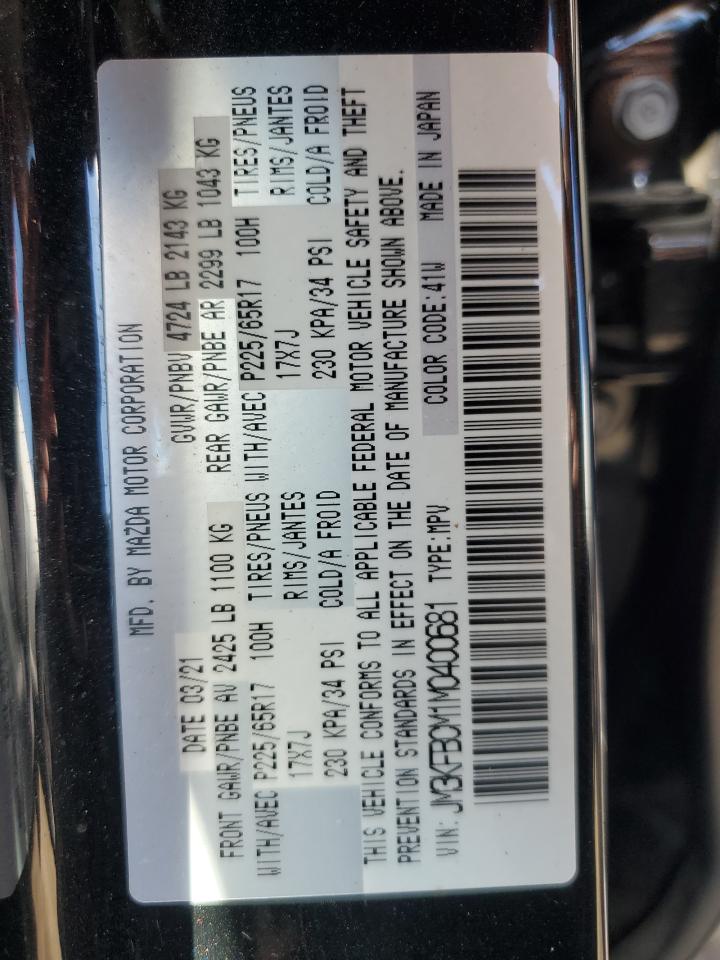 MFD. BY MAZDA MOTOR CORPORATION
DATE 03/21 GVWR/PNBV 4724 LB 2143 KG
FRONT GAWR/PNBE AV 2425 LB 1100 KG REAR GAWR/PNBE AR 2299 LB 1043 KG
WITH/AVEC P225/65R17 100H TIRES/PNEUS WITH/AVEC P225/65R17 100H TIRES/PNEUS
17X7J RIMS/JANTES 17X7J RIMS/JANTES
230 KPA/34 PSI COLD/A FROID 230 KPA/34 PSI COLD/A FROID
THIS VEHICLE CONFORMS TO ALL APPLICABLE FEDERAL MOTOR VEHICLE SAFETY AND THEFT
PREVENTION STANDARDS IN EFFECT ON THE DATE OF MANUFACTURE SHOWN ABOVE.
VIN: JM3KFBCM1M0400681 TYPE:MPV COLOR CODE:41W MADE IN JAPAN